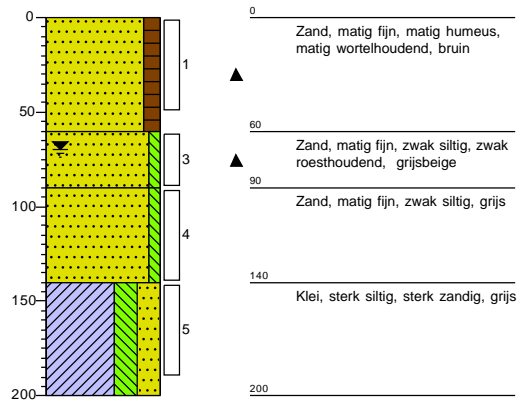 0
50
100
150
200
1
3
4
5
0
Zand, matig fijn, matig humeus,
matig wortelhoudend, bruin
60
Zand, matig fijn, zwak siltig, zwak
roesthoudend, grijsbeige
90
Zand, matig fijn, zwak siltig, grijs
140
Klei, sterk siltig, sterk zandig, grijs
200